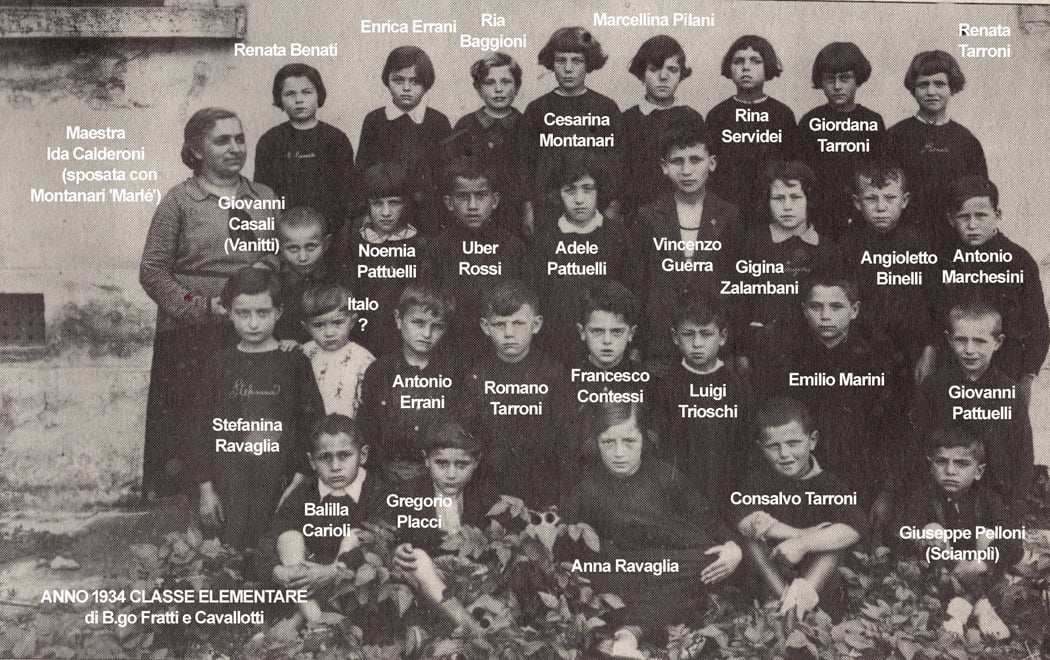 Renata Benati
Enrica Errani
Ria
Baggioni
Marcellina Pilani
Renata
Tarroni
Maestra
Ida Calderoni
(sposata con
Montanari 'Marlé')
Cesarina
Montanari
Rina
Servidei
Giordana
Tarroni
Giovanni
Casali
(Vanitti)
Noemia
Pattuelli
Uber
Rossi
Adele
Pattuelli
Vincenzo
Guerra
Gigina
Zalambani
Angioletto
Binelli
Antonio
Marchesini
Italo
?
Stefanina
Ravaglia
Antonio
Errani
Romano
Tarroni
Francesco
Contessi
Luigi
Trioschi
Emilio Marini
Giovanni
Pattuelli
Balilla
Carioli
Gregorio
Placci
Anna Ravaglia
Consalvo Tarroni
Giuseppe Pelloni
(Sciamplì)
ANNO 1934 CLASSE ELEMENTARE
di B.go Fratti e Cavallotti